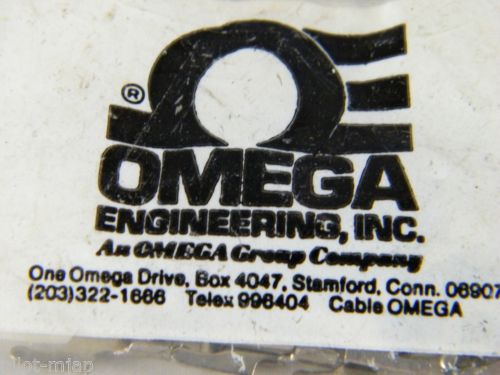 ®
OMEGA
ENGINEERING, INC.
An OMEGA Group Company
One Omega Drive, Box 4047, Stamford, Conn. 06907
(203)322-1666 Telex 996404 Cable OMEGA